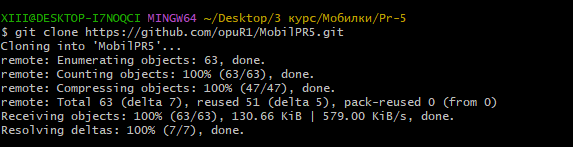 XIII@DESKTOP-I7NOQCI MINGW64 ~/Desktop/3 курс/Мобилки/Pr-5
$ git clone https://github.com/opuR1/MobilPR5.git
Cloning into 'MobilPR5'...
remote: Enumerating objects: 63, done.
remote: Counting objects: 100% (63/63), done.
remote: Compressing objects: 100% (47/47), done.
remote: Total 63 (delta 7), reused 51 (delta 5), pack-reused 0 (from 0)
Receiving objects: 100% (63/63), 130.66 KiB | 579.00 KiB/s, done.
Resolving deltas: 100% (7/7), done.